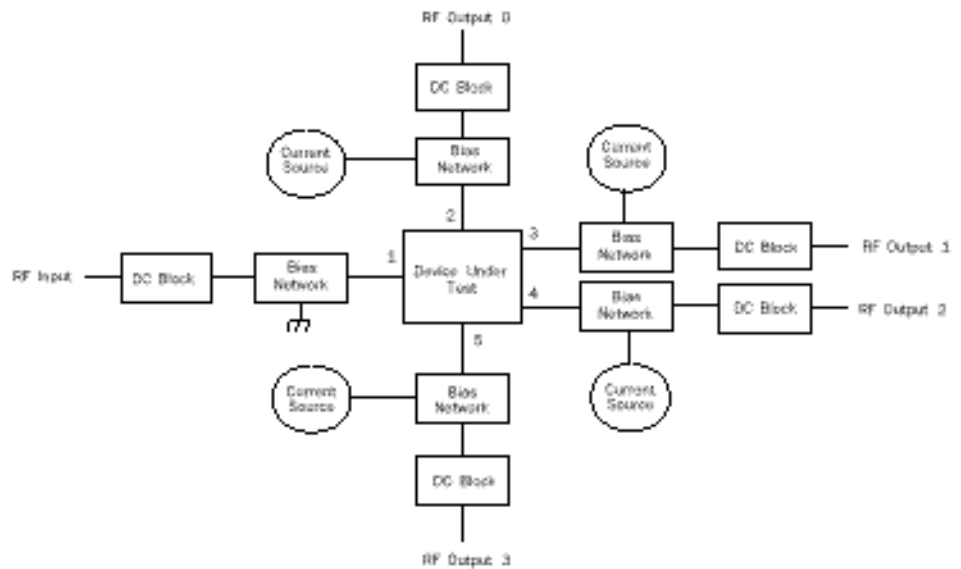 RF Output 0
DC Block
Current
Source
Bias
Network
Current
Source
2
3
Bias
Network
DC Block
RF Output 1
RF Input
DC Block
Bias
Network
1
Device Under
Test
4
Bias
Network
DC Block
RF Output 2
5
Current
Source
Bias
Network
Current
Source
DC Block
RF Output 3